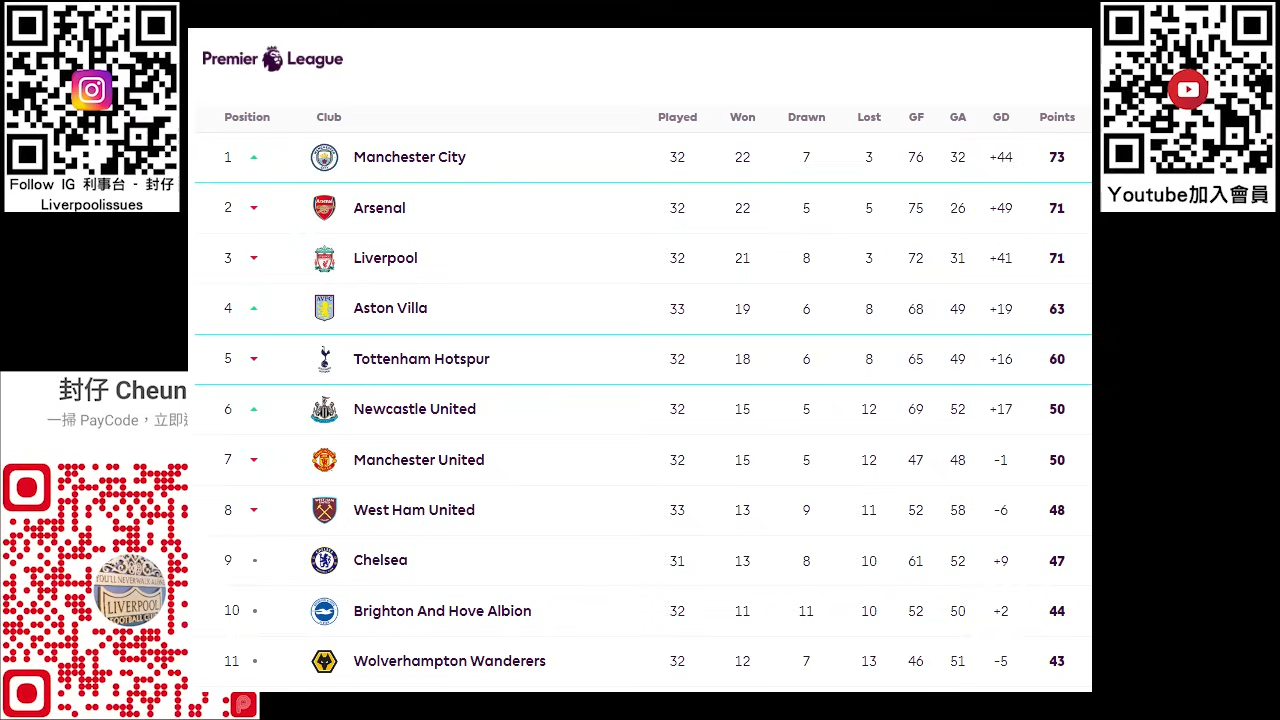 Follow IG 利事台 - 封仔
Liverpoolissues
Youtube加入會員
封仔 Cheun
一掃 PayCode，立即
YOU'LL NEVER WALK ALONE
LIVERPOOL
FOOTBALL CLUB
Premier League
Position Club Played Won Drawn Lost GF GA GD Points
1 Manchester City 32 22 7 3 76 32 +44 73
2 Arsenal 32 22 5 5 75 26 +49 71
3 Liverpool 32 21 8 3 72 31 +41 71
4 Aston Villa 33 19 6 8 68 49 +19 63
5 Tottenham Hotspur 32 18 6 8 65 49 +16 60
6 Newcastle United 32 15 5 12 69 52 +17 50
7 Manchester United 32 15 5 12 47 48 -1 50
8 West Ham United 33 13 9 11 52 58 -6 48
9 Chelsea 31 13 8 10 61 52 +9 47
10 Brighton And Hove Albion 32 11 11 10 52 50 +2 44
11 Wolverhampton Wanderers 32 12 7 13 46 51 -5 43